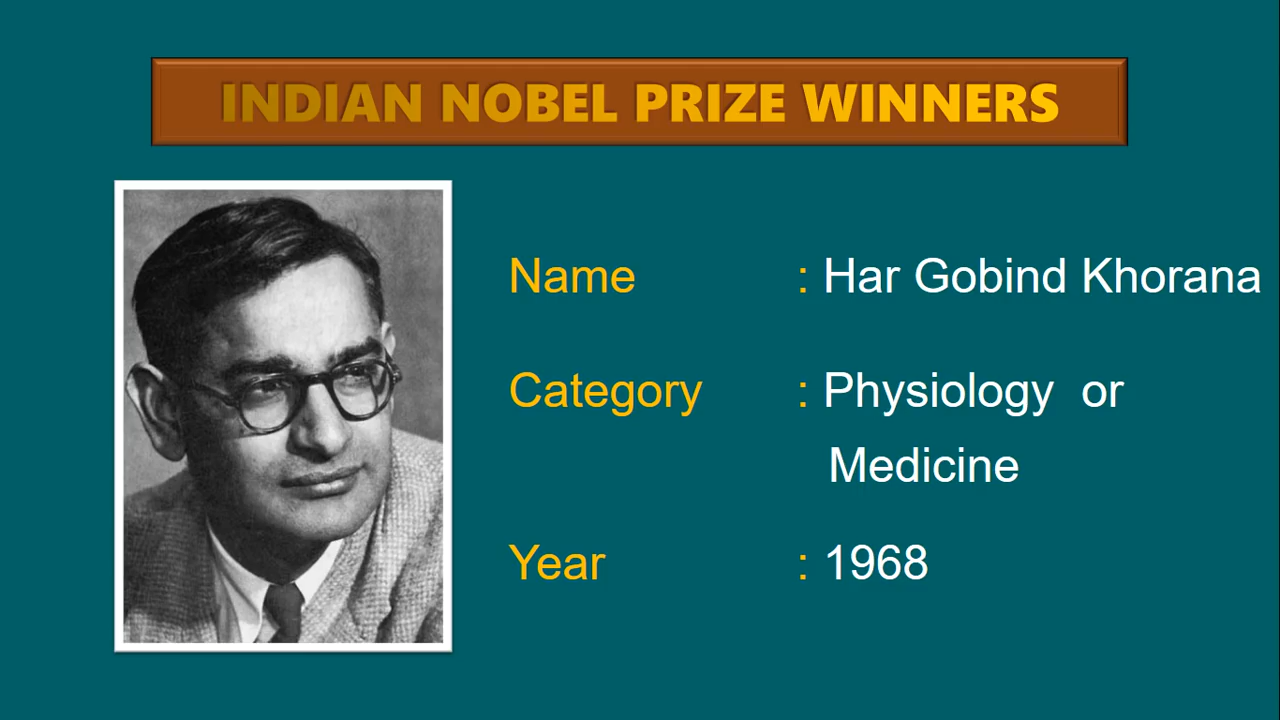 INDIAN NOBEL PRIZE WINNERS
Name : Har Gobind Khorana
Category : Physiology or
Medicine
Year : 1968